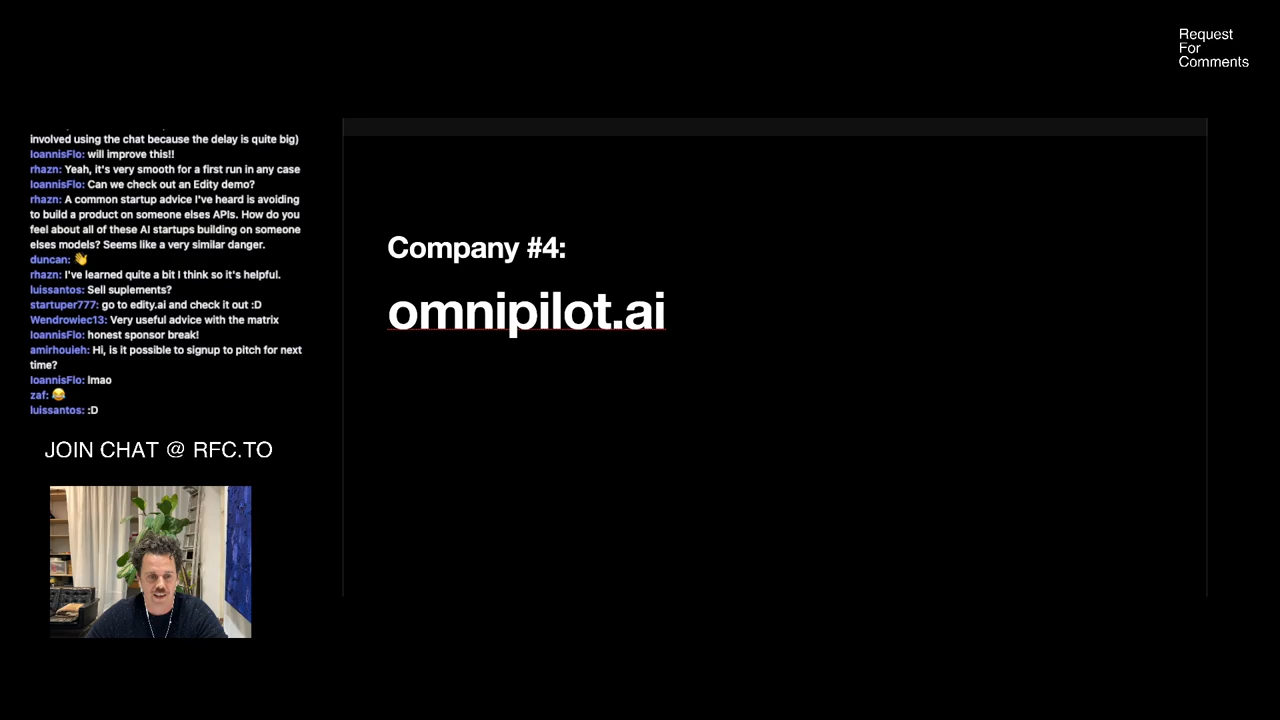 Request
For
Comments
involved using the chat because the delay is quite big)
IoannisFlo: will improve this!!
rhazn: Yeah, it's very smooth for a first run in any case
IoannisFlo: Can we check out an Edity demo?
rhazn: A common startup advice I've heard is avoiding
to build a product on someone elses APIs. How do you
feel about all of these AI startups building on someone
elses models? Seems like a very similar danger.
duncan: 👋
rhazn: I've learned quite a bit I think so it's helpful.
luissantos: Sell suplements?
startuper777: go to edity.ai and check it out :D
Wendrowiec13: Very useful advice with the matrix
IoannisFlo: honest sponsor break!
amirhouieh: Hi, is it possible to signup to pitch for next
time?
IoannisFlo: lmao
zaf: 😂
luissantos: :D
JOIN CHAT @ RFC.TO
Company #4:
omnipilot.ai